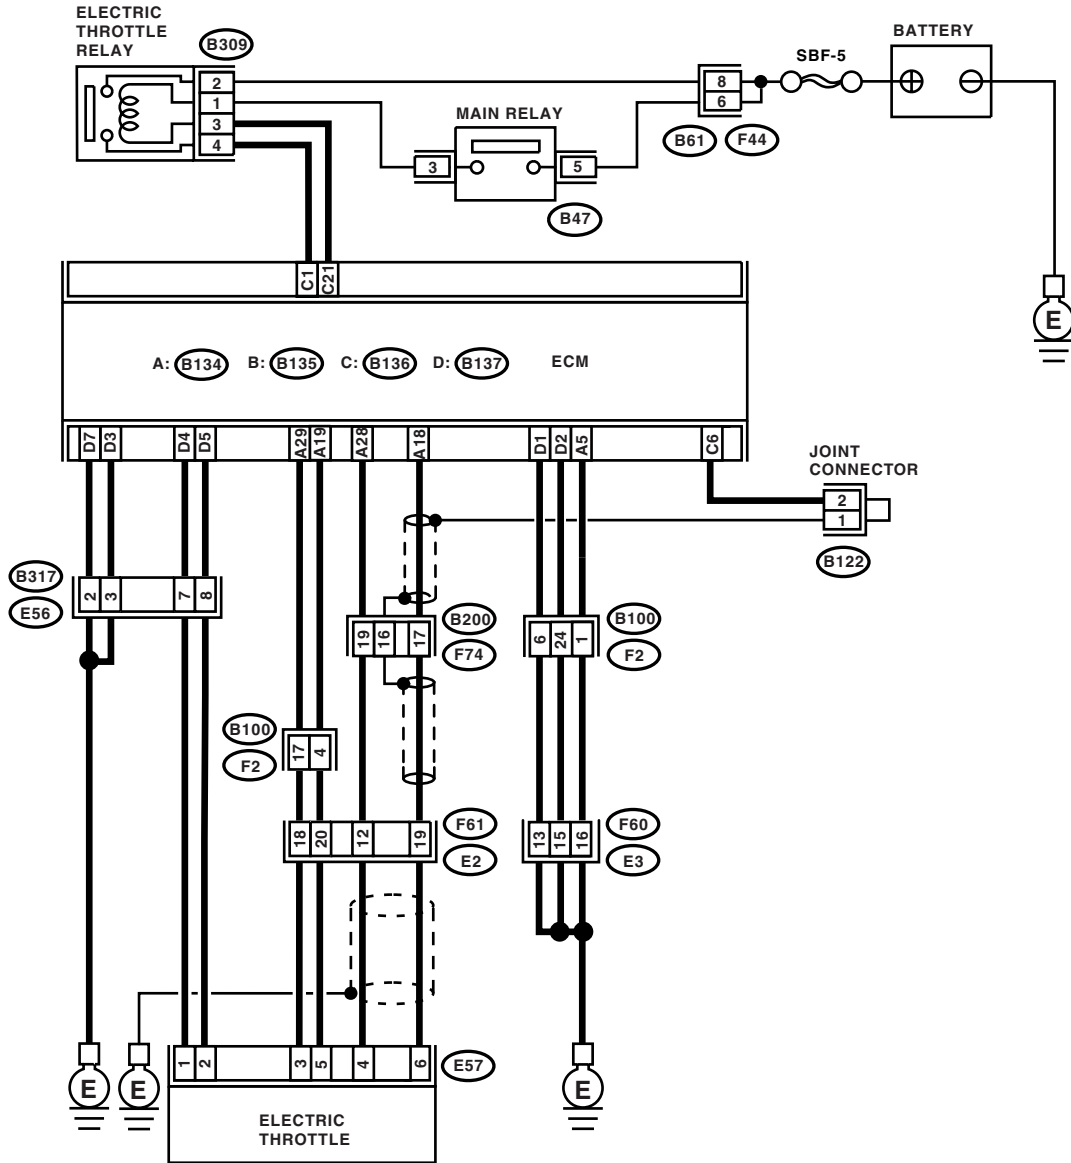 ELECTRIC
THROTTLE
RELAY
B309
BATTERY
SBF-5
2
1
3
4
8
6
MAIN RELAY
B61
F44
3
5
B47
C1
C21
E
A: B134 B: B135 C: B136 D: B137 ECM
D7
D3
D4
D5
A29
A19
A28
A18
D1
D2
A5
C6
JOINT
CONNECTOR
2
1
B122
B317
E56
2
3
7
8
19
16
17
B200
F74
6
24
1
B100
F2
B100
F2
17
4
18
20
12
19
F61
E2
13
15
16
F60
E3
1
2
3
5
4
6
E57
E
E
E
ELECTRIC
THROTTLE